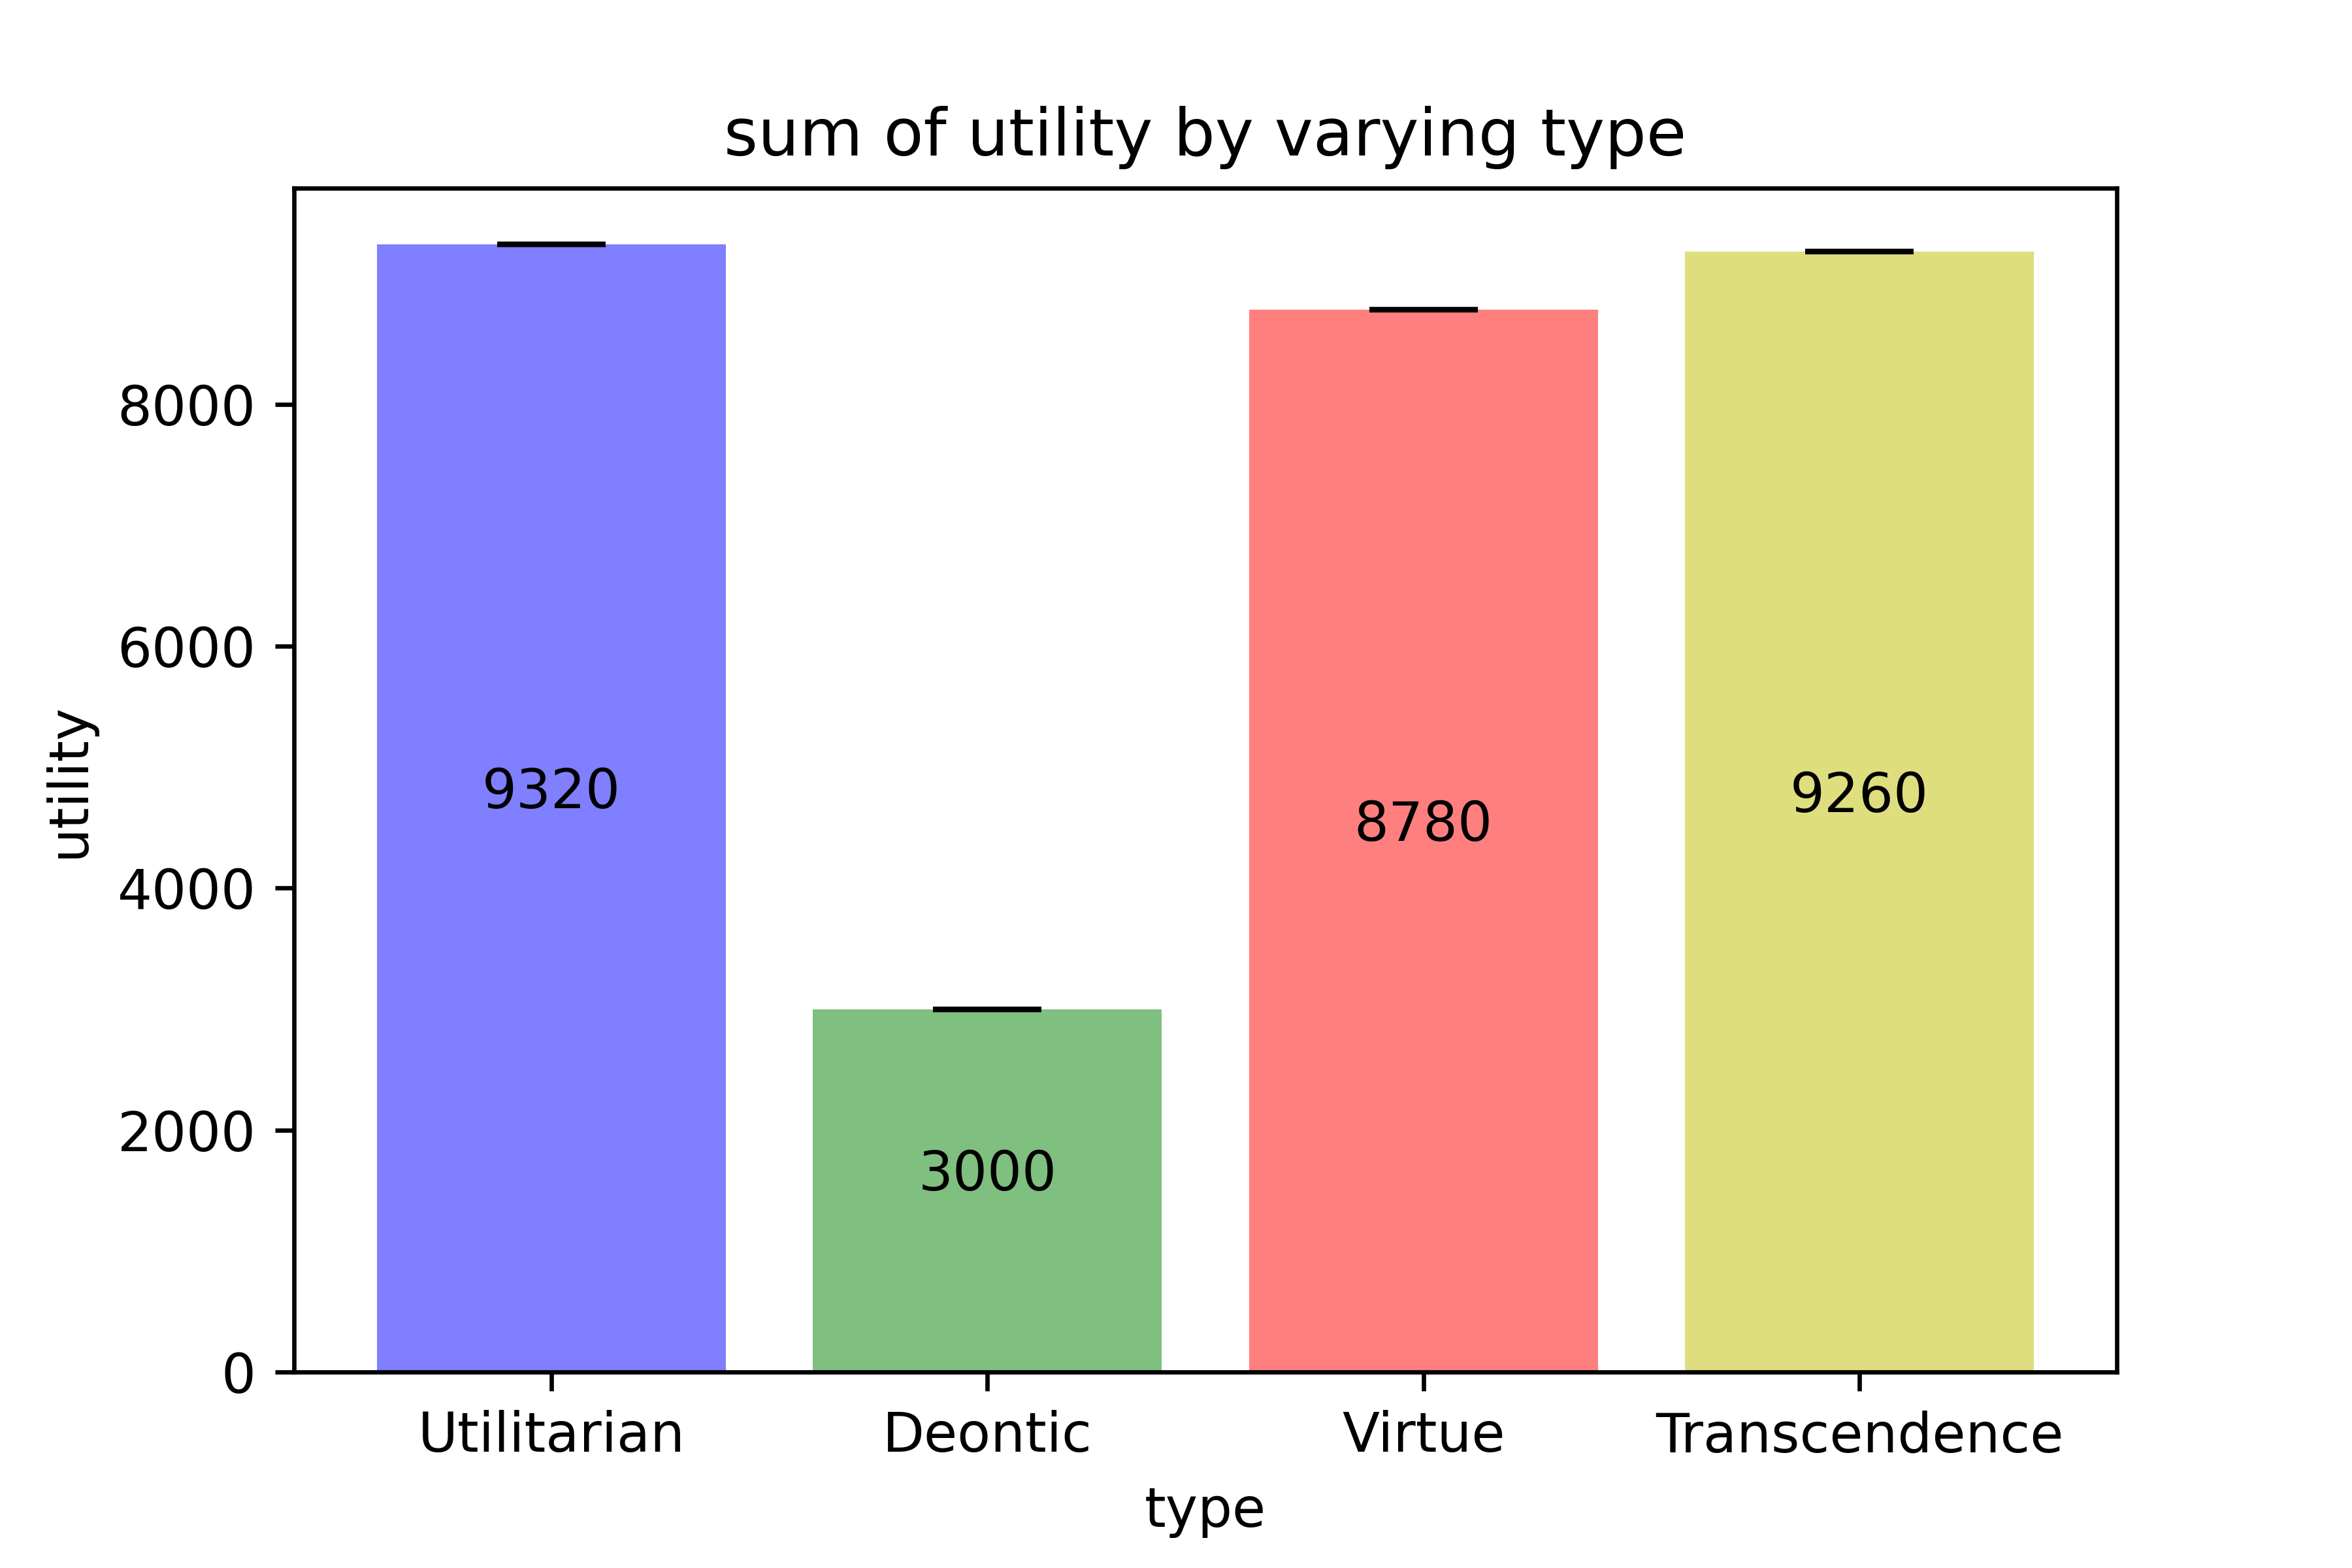 sum of utility by varying type
utility
8000
6000
4000
2000
0
9320
3000
8780
9260
Utilitarian
Deontic
Virtue
Transcendence
type